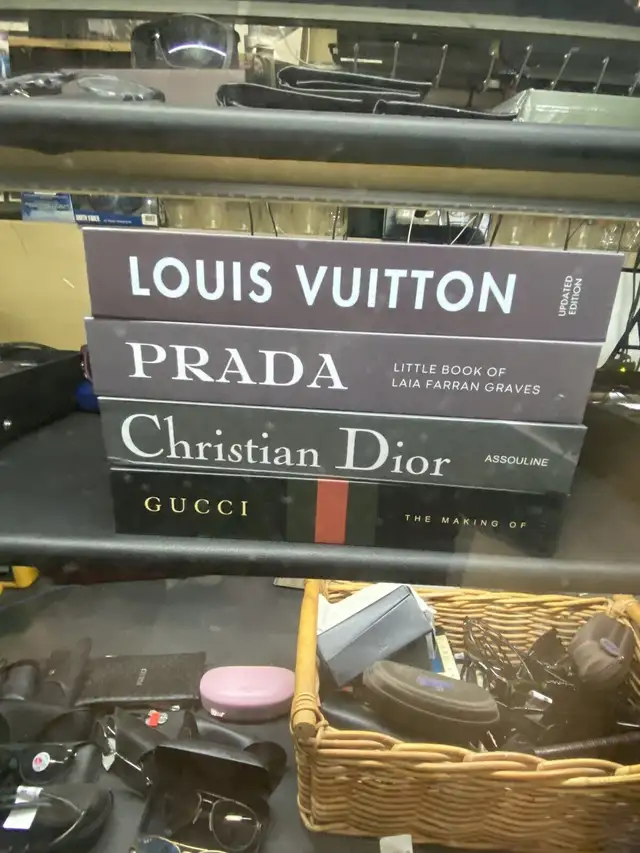 LOUIS VUITTON
UPDATED
EDITION
PRADA
LITTLE BOOK OF
LAIA FARRAN GRAVES
Christian Dior
ASSOULINE
GUCCI
THE MAKING OF